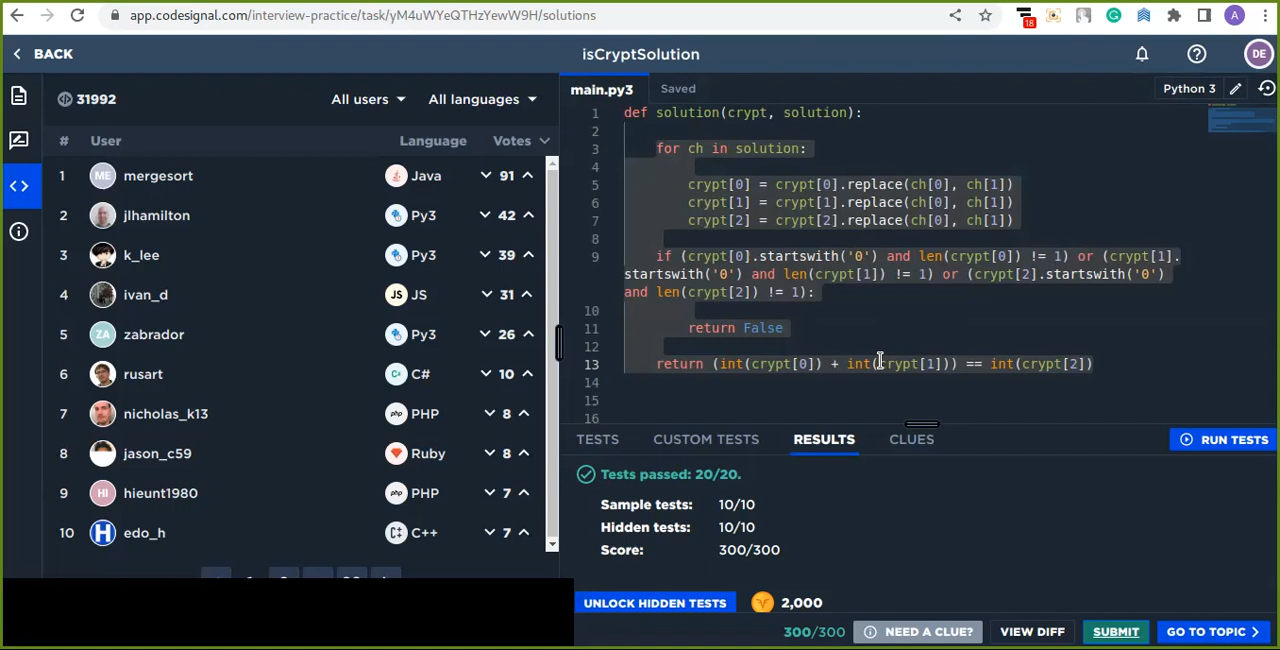 app.codesignal.com/interview-practice/task/yM4uWYeQTHzYewW9H/solutions
18
A
BACK
isCryptSolution
DE
31992
All users
All languages
# User Language Votes
1 ME mergesort Java 91
2 jlhamilton Py3 42
3 k_lee Py3 39
4 ivan_d JS JS 31
5 ZA zabrador Py3 26
6 rusart C# 10
7 nicholas_k13 php PHP 8
8 jason_c59 Ruby 8
9 HI hieunt1980 php PHP 7
10 H edo_h C++ 7
main.py3
Saved
Python 3
1 def solution(crypt, solution):
2
3 for ch in solution:
4
5 crypt[0] = crypt[0].replace(ch[0], ch[1])
6 crypt[1] = crypt[1].replace(ch[0], ch[1])
7 crypt[2] = crypt[2].replace(ch[0], ch[1])
8
9 if (crypt[0].startswith('0') and len(crypt[0]) != 1) or (crypt[1].
startswith('0') and len(crypt[1]) != 1) or (crypt[2].startswith('0')
and len(crypt[2]) != 1):
10
11 return False
12
13 return (int(crypt[0]) + int(crypt[1])) == int(crypt[2])
14
15
16
TESTS
CUSTOM TESTS
RESULTS
CLUES
RUN TESTS
Tests passed: 20/20.
Sample tests: 10/10
Hidden tests: 10/10
Score: 300/300
UNLOCK HIDDEN TESTS
2,000
300/300
NEED A CLUE?
VIEW DIFF
SUBMIT
GO TO TOPIC